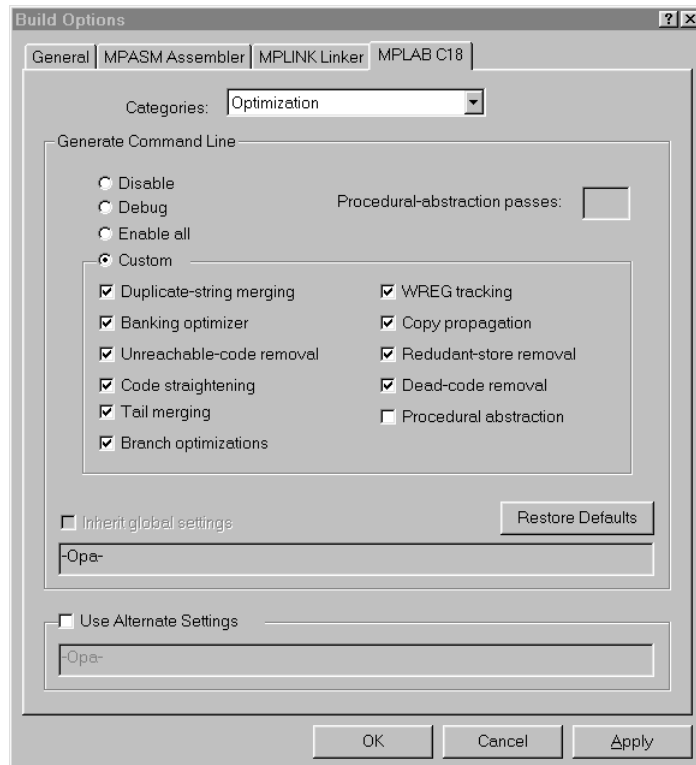 Build Options
? x
General MPASM Assembler MPLINK Linker MPLAB C18
Categories: Optimization
Generate Command Line
Disable
Debug
Procedural-abstraction passes:
Enable all
Custom
Duplicate-string merging
WREG tracking
Banking optimizer
Copy propagation
Unreachable-code removal
Redudant-store removal
Code straightening
Dead-code removal
Tail merging
Procedural abstraction
Branch optimizations
Inherit global settings
Restore Defaults
-Opa-
Use Alternate Settings
-Opa-
OK Cancel Apply